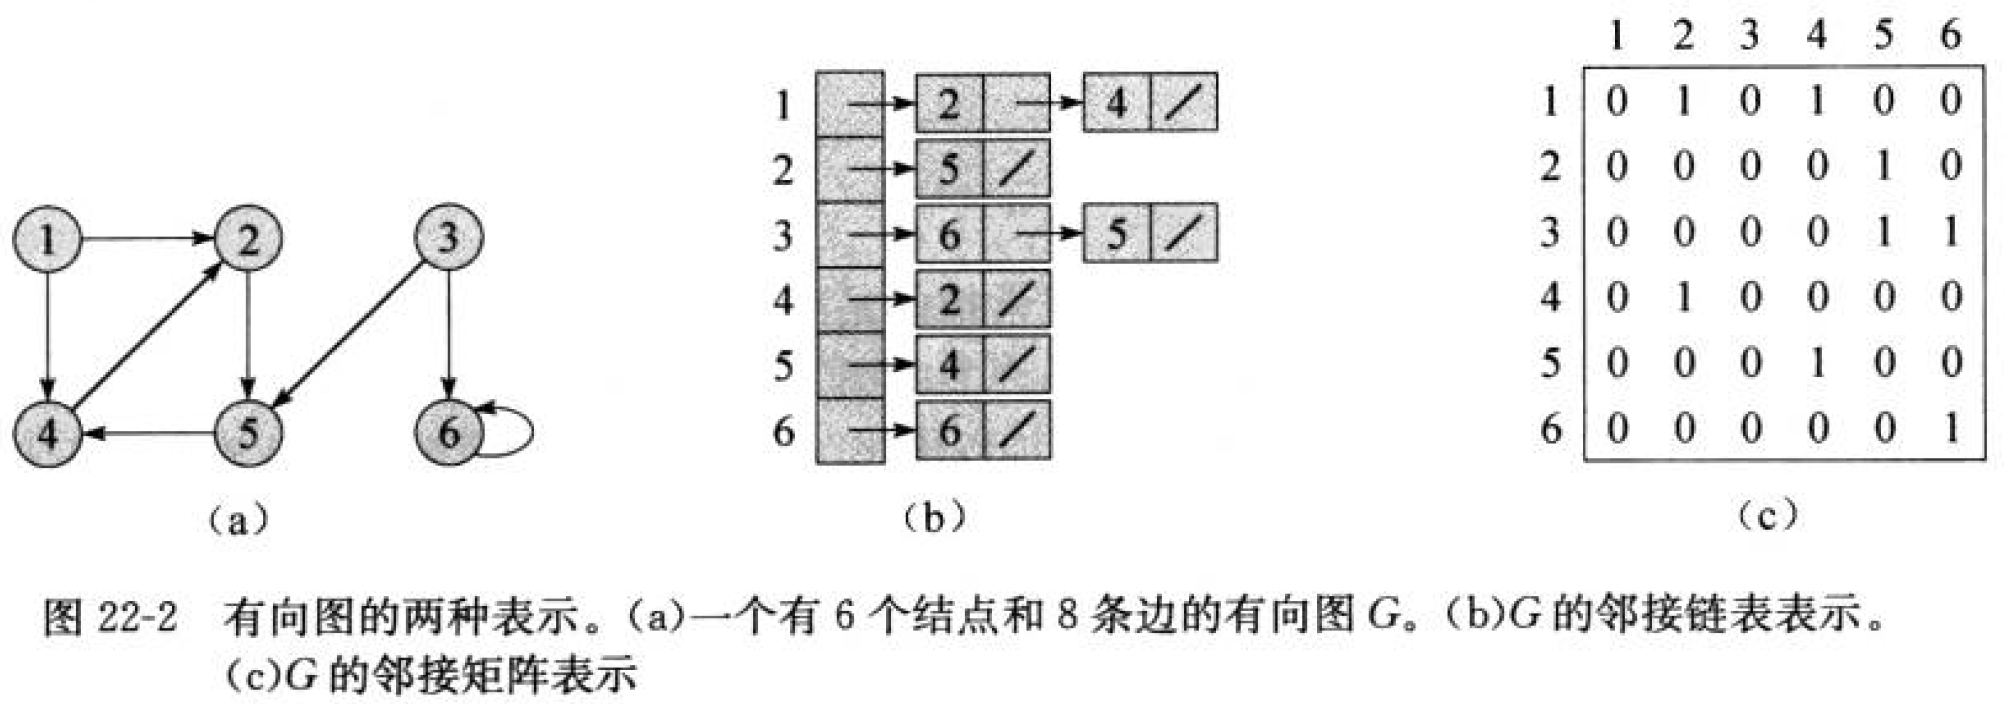 1 2 3 4 5 6
1 2 4 1 0 1 0 1 0 0
2 5 2 0 0 0 0 1 0
1 2 3 3 6 5 3 0 0 0 0 1 1
4 2 4 0 1 0 0 0 0
5 4 5 0 0 0 1 0 0
4 5 6 6 6 6 0 0 0 0 0 1
(a) (b) (c)
图 22-2 有向图的两种表示。(a)一个有 6 个结点和 8 条边的有向图 G。(b)G 的邻接链表表示。
(c)G 的邻接矩阵表示